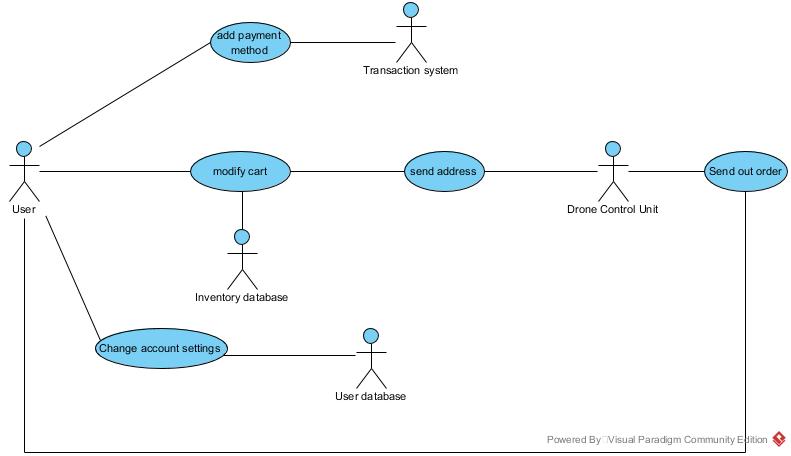 add payment
method
Transaction system
modify cart
send address
Send out order
User
Drone Control Unit
Inventory database
Change account settings
User database
Powered By Visual Paradigm Community Edition